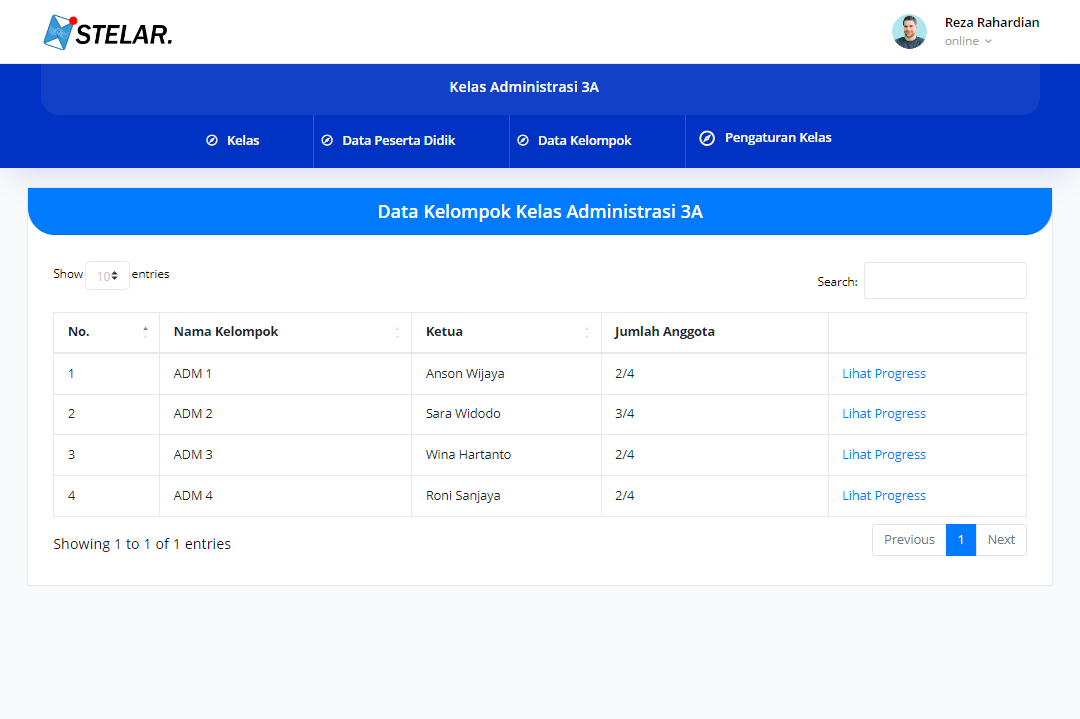 STELAR.
Reza Rahardian
online
Kelas Administrasi 3A
Kelas Data Peserta Didik Data Kelompok Pengaturan Kelas
Data Kelompok Kelas Administrasi 3A
Show 10 entries
Search:
No. Nama Kelompok Ketua Jumlah Anggota
1 ADM 1 Anson Wijaya 2/4 Lihat Progress
2 ADM 2 Sara Widodo 3/4 Lihat Progress
3 ADM 3 Wina Hartanto 2/4 Lihat Progress
4 ADM 4 Roni Sanjaya 2/4 Lihat Progress
Showing 1 to 1 of 1 entries
Previous 1 Next